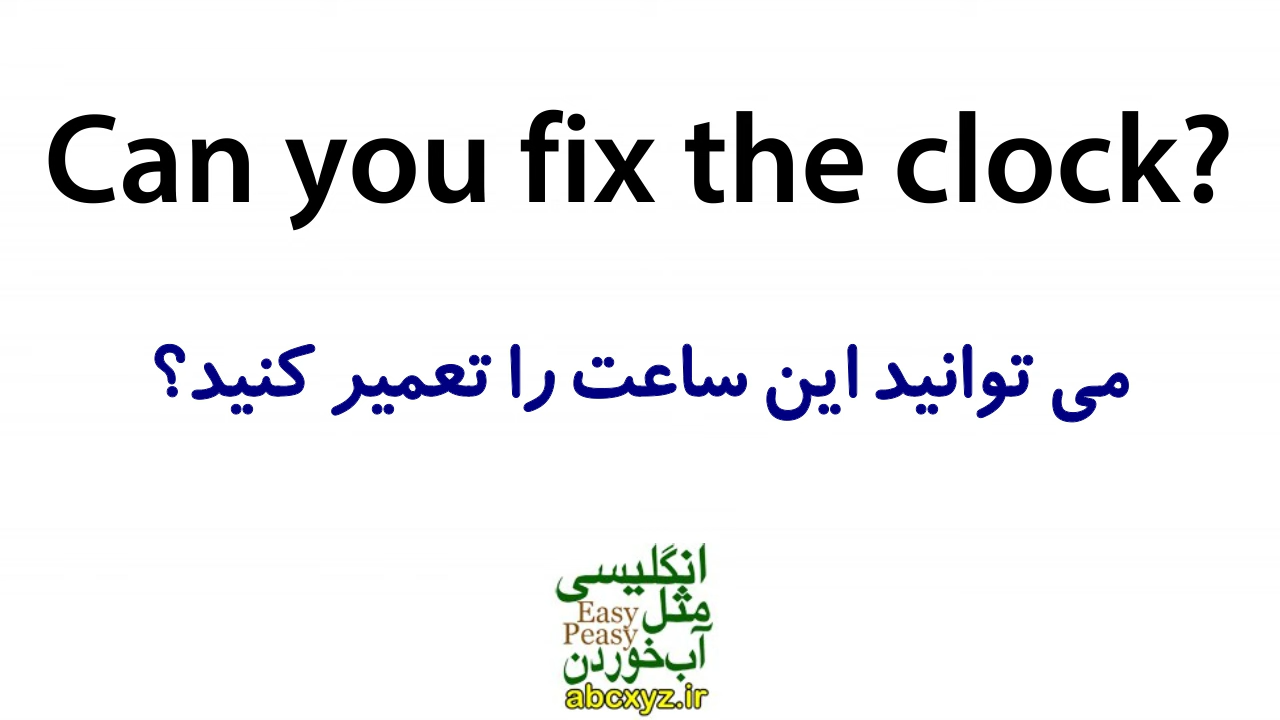 Can you fix the clock?
می توانید این ساعت را تعمیر کنید؟
انگلیسی
مثل
Easy
Peasy
آب‌خوردن
abcxyz.ir